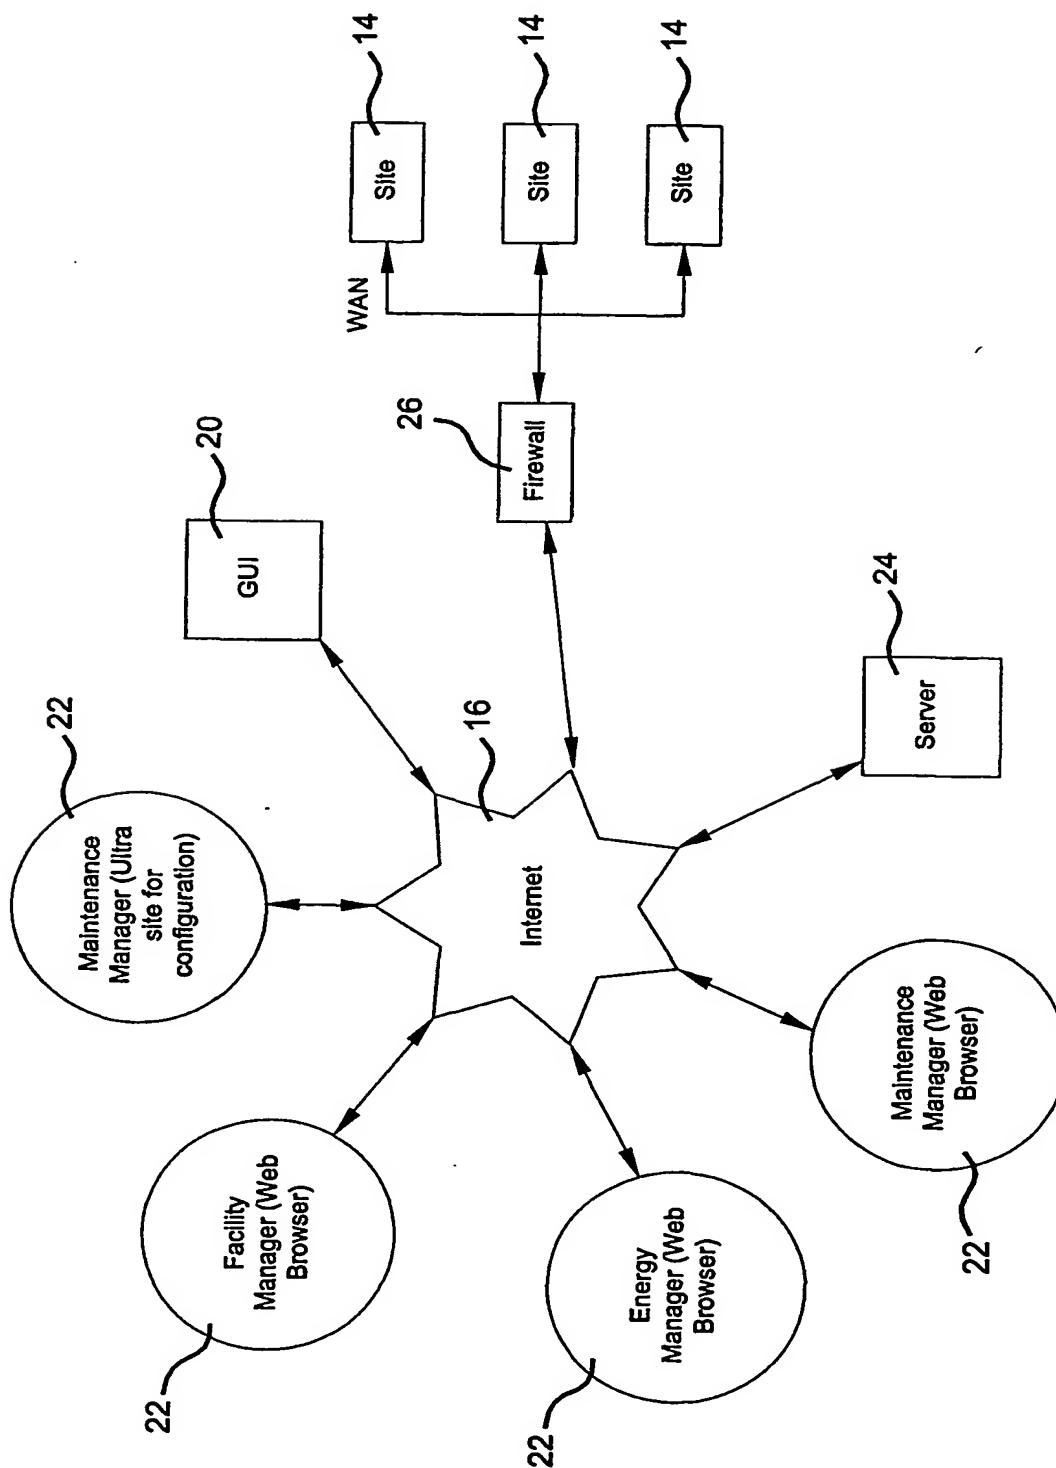 22
Maintenance
Manager (Ultra
site for
configuration)
20
GUI
WAN
14
Site
14
Site
14
Site
26
Firewall
22
Facility
Manager (Web
Browser)
16
Internet
22
Energy
Manager (Web
Browser)
24
Server
22
Maintenance
Manager (Web
Browser)